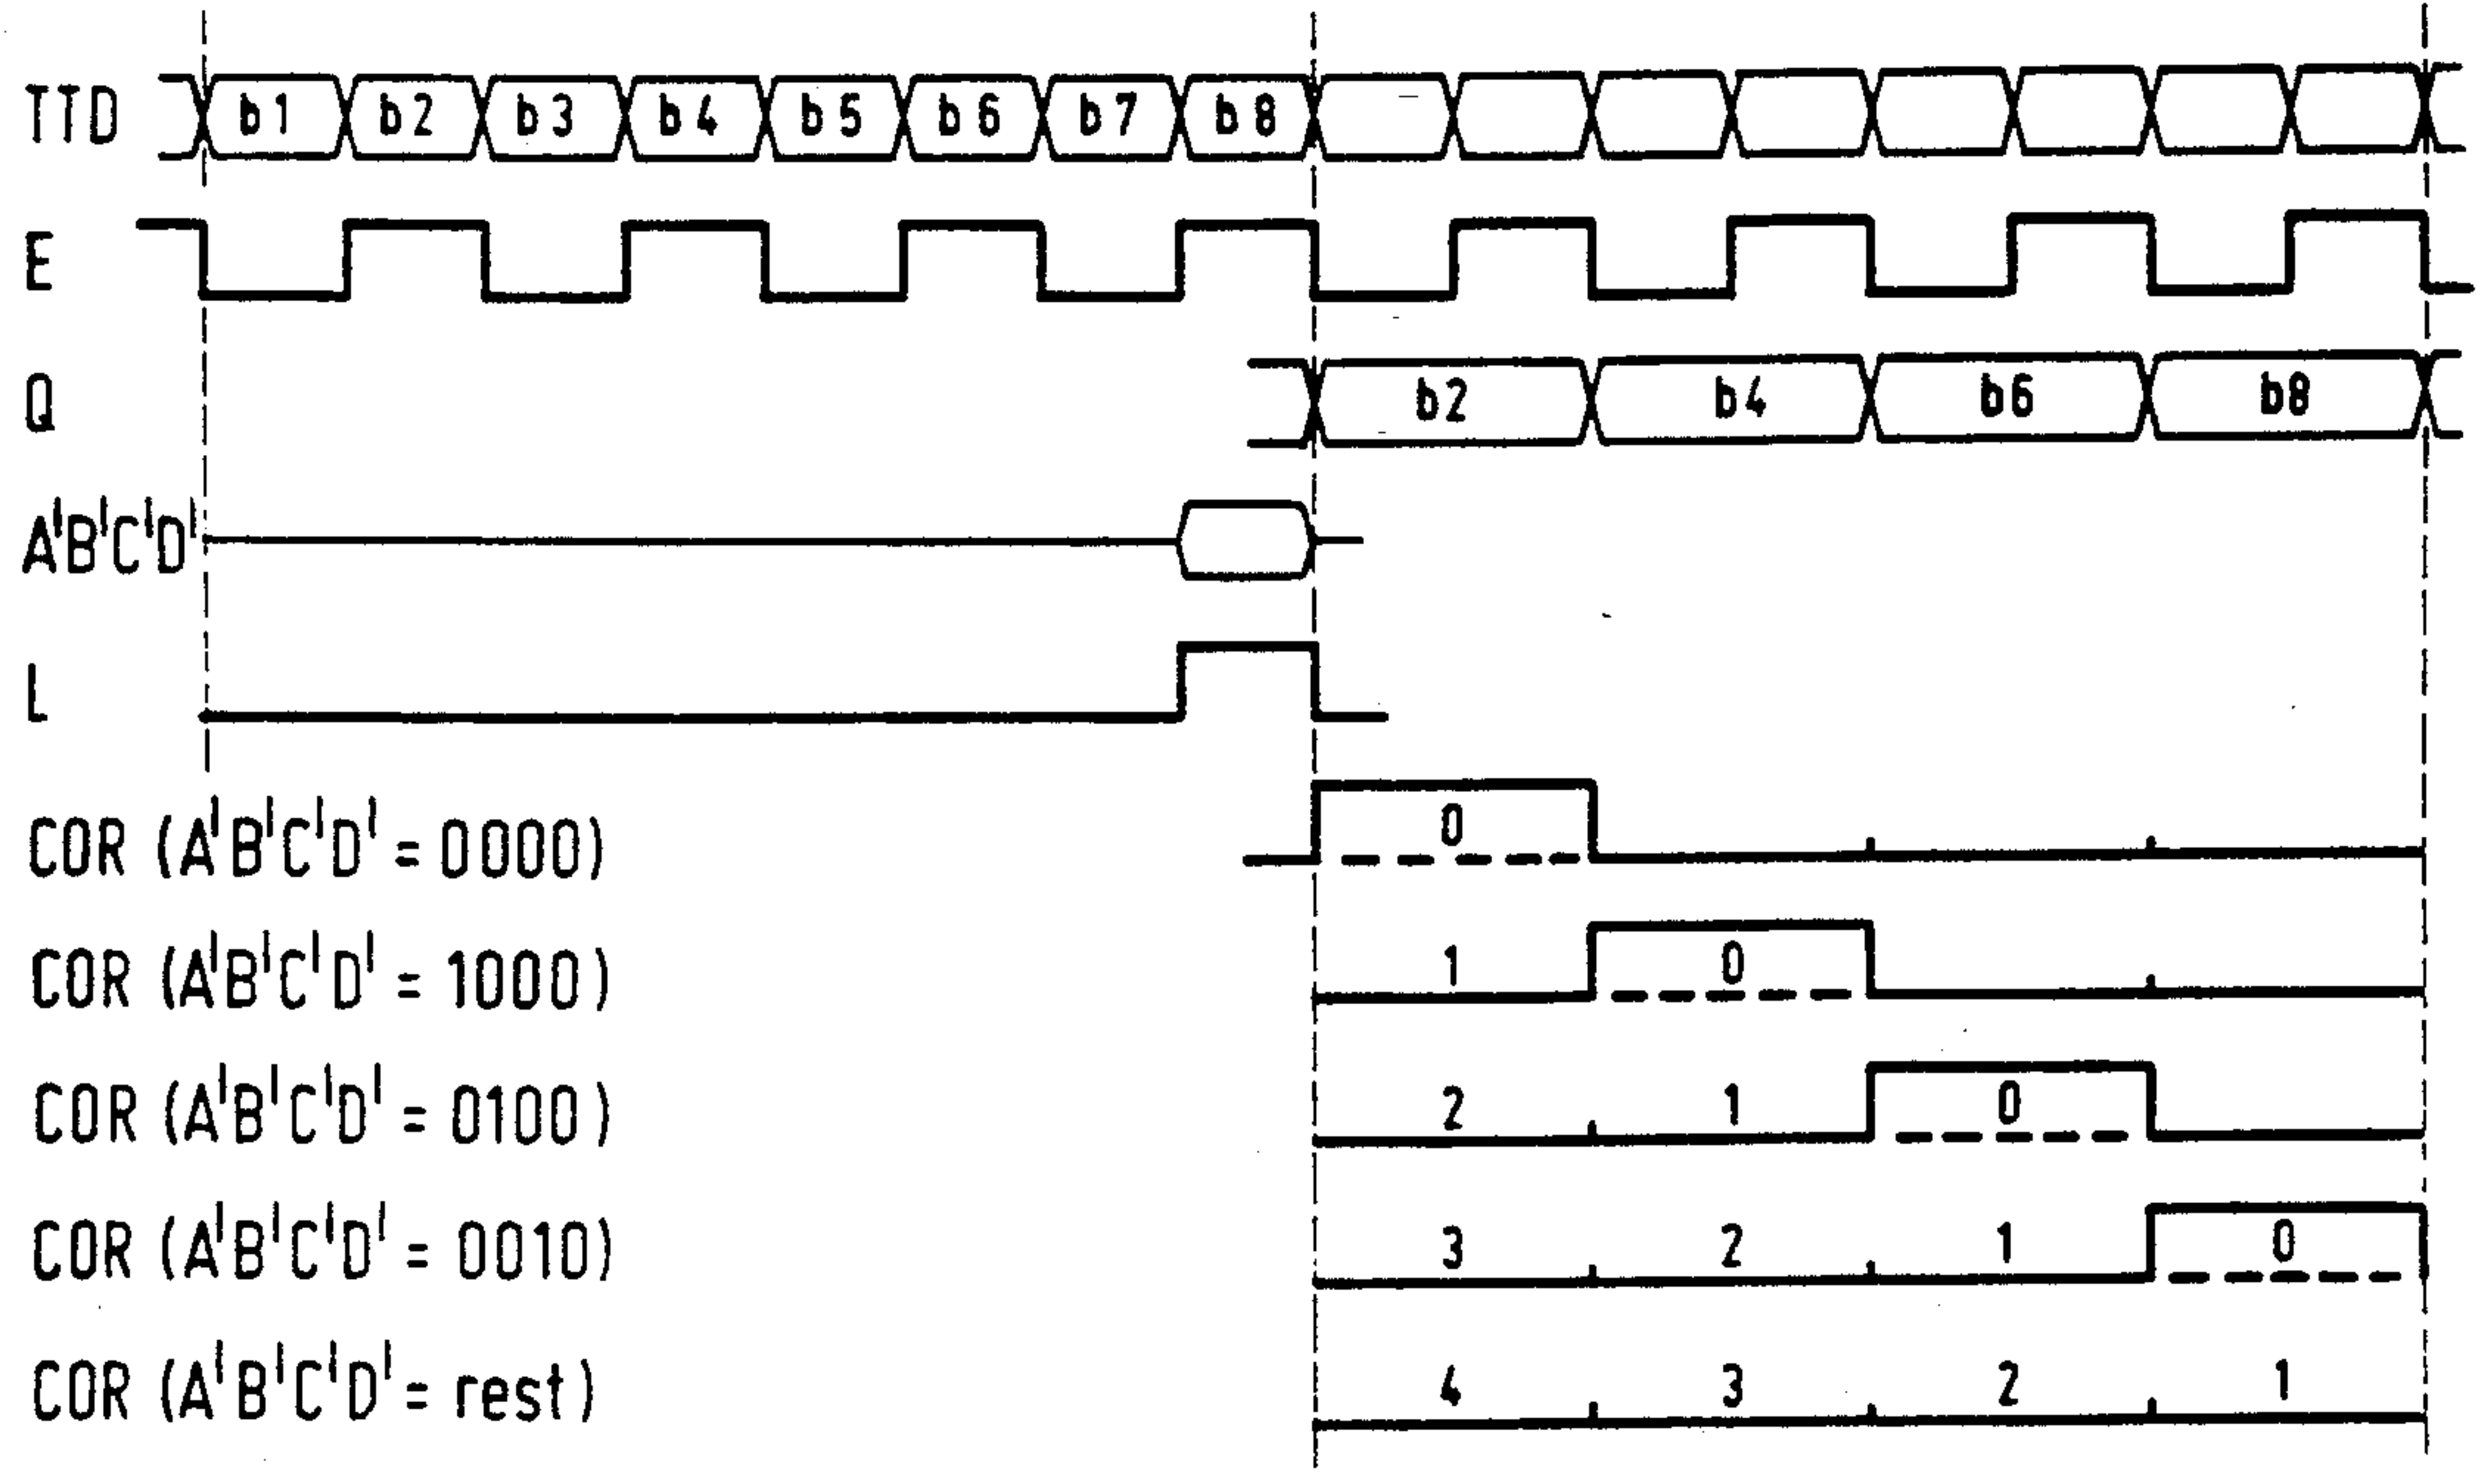 TTD b1 b2 b3 b4 b5 b6 b7 b8
E
Q b2 b4 b6 b8
A'B'C'D'
L
COR (A'B'C'D' = 0000) 0
COR (A'B'C'D' = 1000) 1 0
COR (A'B'C'D' = 0100) 2 1 0
COR (A'B'C'D' = 0010) 3 2 1 0
COR (A'B'C'D' = rest) 4 3 2 1